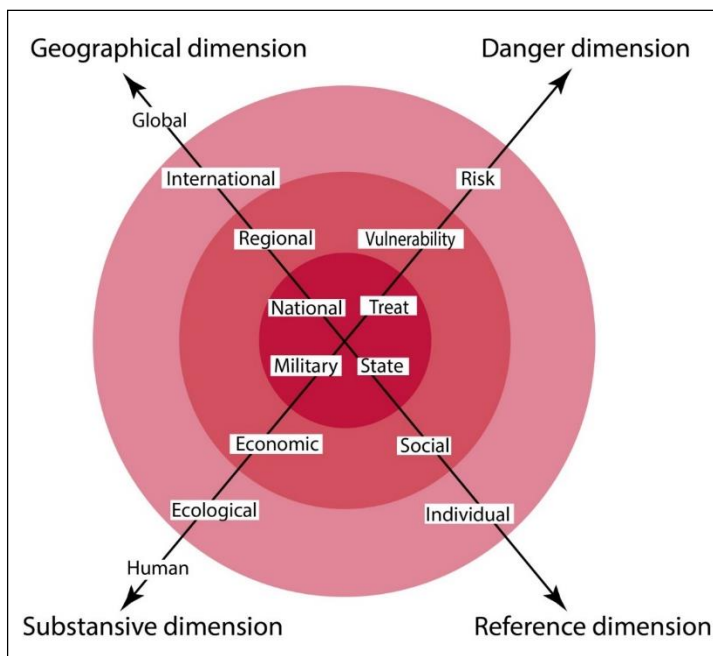 Geographical dimension
Danger dimension
Global
International
Risk
Regional
Vulnerability
National
Treat
Military
State
Economic
Social
Ecological
Individual
Human
Substansive dimension
Reference dimension